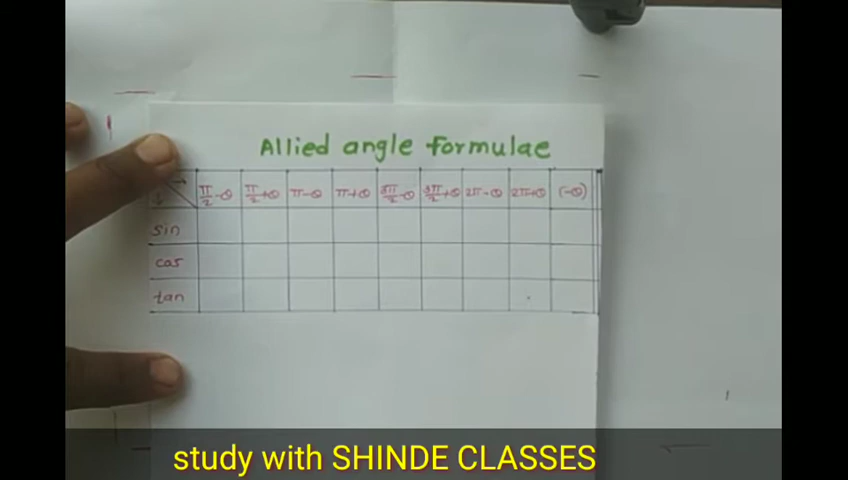 Allied angle formulae
π/2-θ π/2+θ π-θ π+θ 3π/2-θ 3π/2+θ 2π-θ 2π+θ (-θ)
sin
cos
tan
study with SHINDE CLASSES